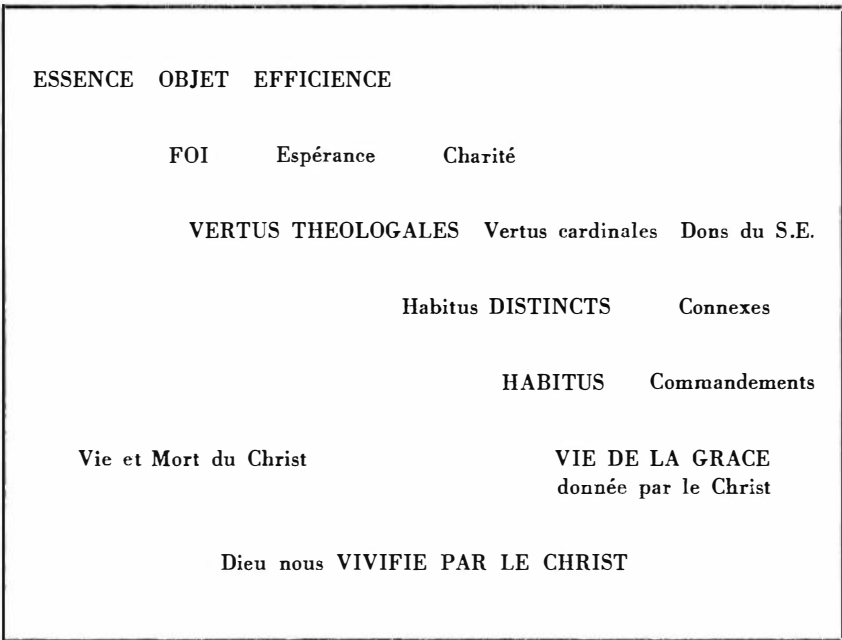 ESSENCE OBJET EFFICIENCE
FOI Espérance Charité
VERTUS THEOLOGALES Vertus cardinales Dons du S.E.
Habitus DISTINCTS Connexes
HABITUS Commandements
Vie et Mort du Christ VIE DE LA GRACE
donnée par le Christ
Dieu nous VIVIFIE PAR LE CHRIST